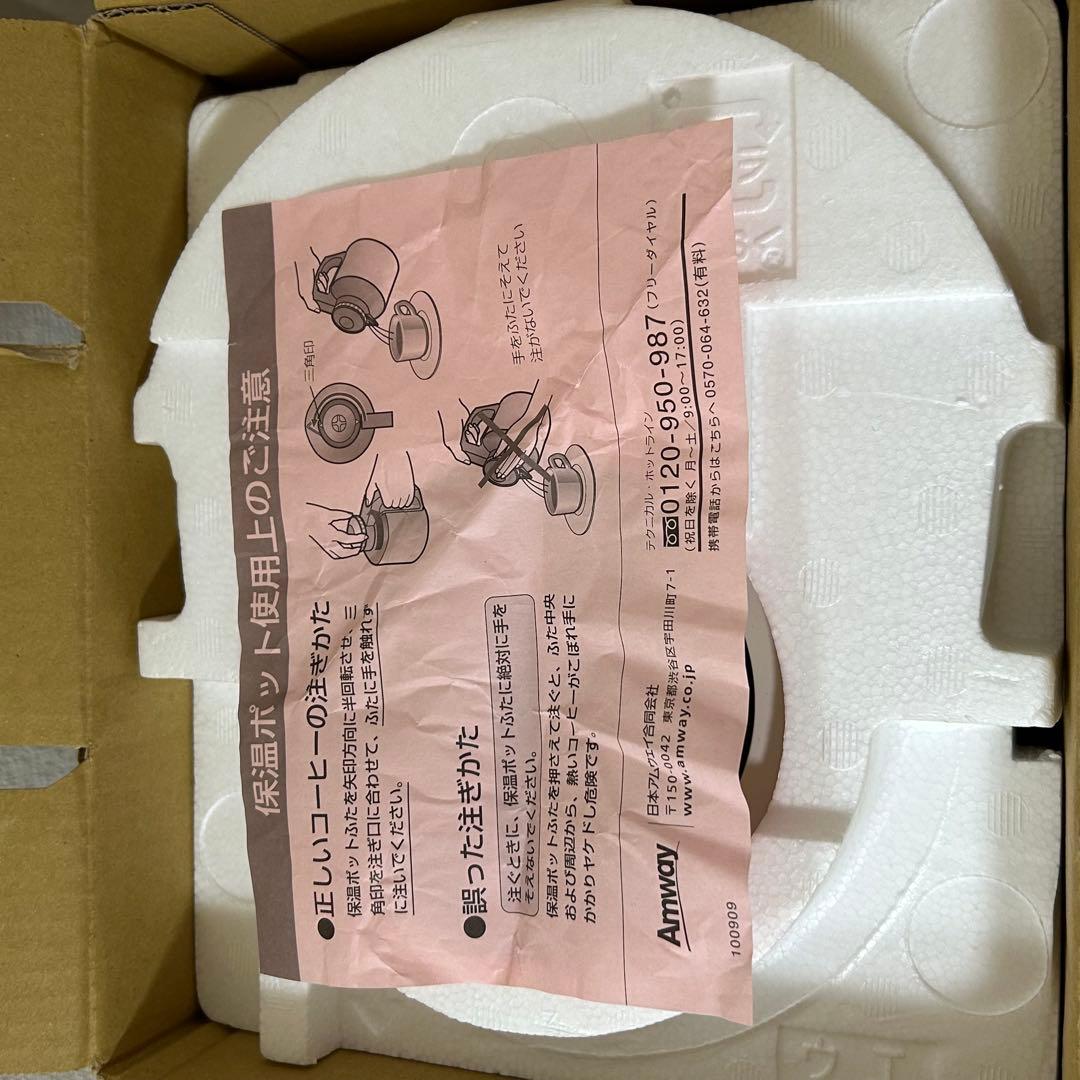 保温ポット使用上のご注意
●正しいコーヒーの注ぎかた
保温ポットふたを矢印方向に半回転させ、三
角印を注ぎ口に合わせて、ふたに手を触れず
に注いでください。
三角印
●誤った注ぎかた
注ぐときに、保温ポットふたに絶対に手を
そえないでください。
保温ポットふたを押さえて注ぐと、ふた中央
および周辺から、熱いコーヒーがこぼれ手に
かかりヤケドし危険です。
手をふたにそえて
注がないでください
Amway
日本アムウェイ合同会社
〒150-0042 東京都渋谷区宇田川町7-1
www.amway.co.jp
テクニカル・ホットライン
0120-950-987(フリーダイヤル)
(祝日を除く 月〜土/9:00〜17:00)
携帯電話からはこちらへ 0570-064-632(有料)
100909